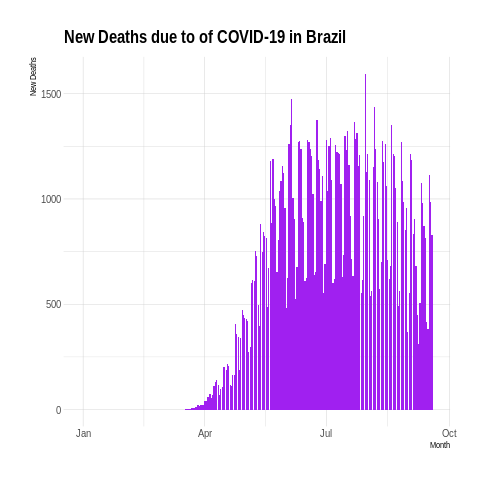 New Deaths due to of COVID-19 in Brazil
New Deaths
1500
1000
500
0
Jan Apr Jul Oct
Month